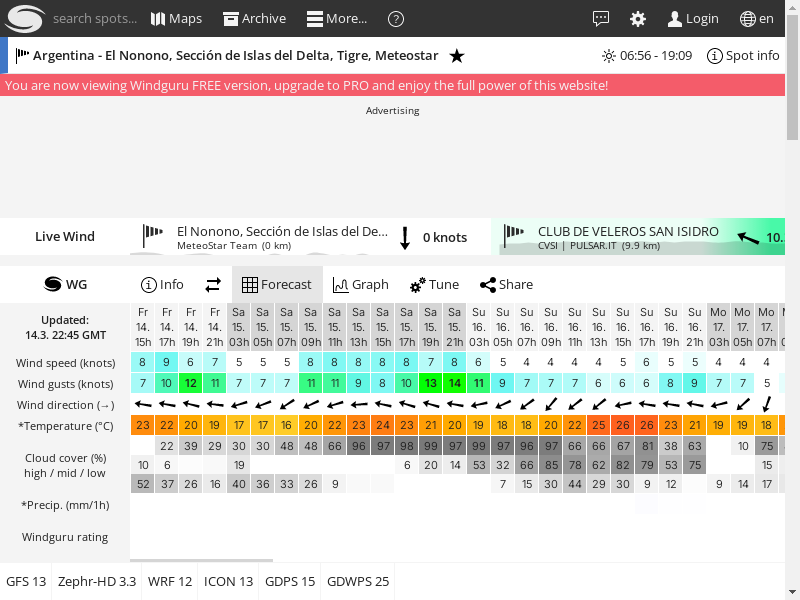 search spots...
Maps
Archive
More...
?
Login
en
Argentina - El Nonono, Sección de Islas del Delta, Tigre, Meteostar ★
06:56 - 19:09
Spot info
You are now viewing Windguru FREE version, upgrade to PRO and enjoy the full power of this website!
Advertising
Live Wind
El Nonono, Sección de Islas del De...
MeteoStar Team (0 km)
0 knots
CLUB DE VELEROS SAN ISIDRO
CVSI | PULSAR.IT (9.9 km)
10.
WG
Info
Forecast
Graph
Tune
Share
Updated:
14.3. 22:45 GMT
Fr Fr Fr Fr Sa Sa Sa Sa Sa Sa Sa Sa Sa Sa Su Su Su Su Su Su Su Su Su Su Mo Mo Mo
14. 14. 14. 14. 15. 15. 15. 15. 15. 15. 15. 15. 15. 15. 16. 16. 16. 16. 16. 16. 16. 16. 16. 16. 17. 17. 17.
15h 17h 19h 21h 03h 05h 07h 09h 11h 13h 15h 17h 19h 21h 03h 05h 07h 09h 11h 13h 15h 17h 19h 21h 03h 05h 07h
Wind speed (knots) 8 9 6 7 5 5 5 8 8 8 8 8 7 8 6 5 4 4 4 4 5 6 5 5 4 4 4
Wind gusts (knots) 7 10 12 11 7 7 7 11 11 9 8 10 13 14 11 9 7 7 7 6 6 6 8 9 7 7 5
Wind direction (→)
*Temperature (°C) 23 22 20 19 17 17 16 20 22 23 24 23 21 20 19 18 18 20 22 25 26 26 23 21 19 19 18
Cloud cover (%)
high / mid / low
22 39 29 30 30 48 48 66 96 97 98 99 97 99 97 96 97 66 66 67 81 38 63 10 75
10 6 19 6 20 14 53 32 66 85 78 62 82 79 53 75 15
52 37 26 16 40 36 33 26 9 7 15 30 44 29 30 9 12 9 14 17
*Precip. (mm/1h)
Windguru rating
GFS 13
Zephr-HD 3.3
WRF 12
ICON 13
GDPS 15
GDWPS 25